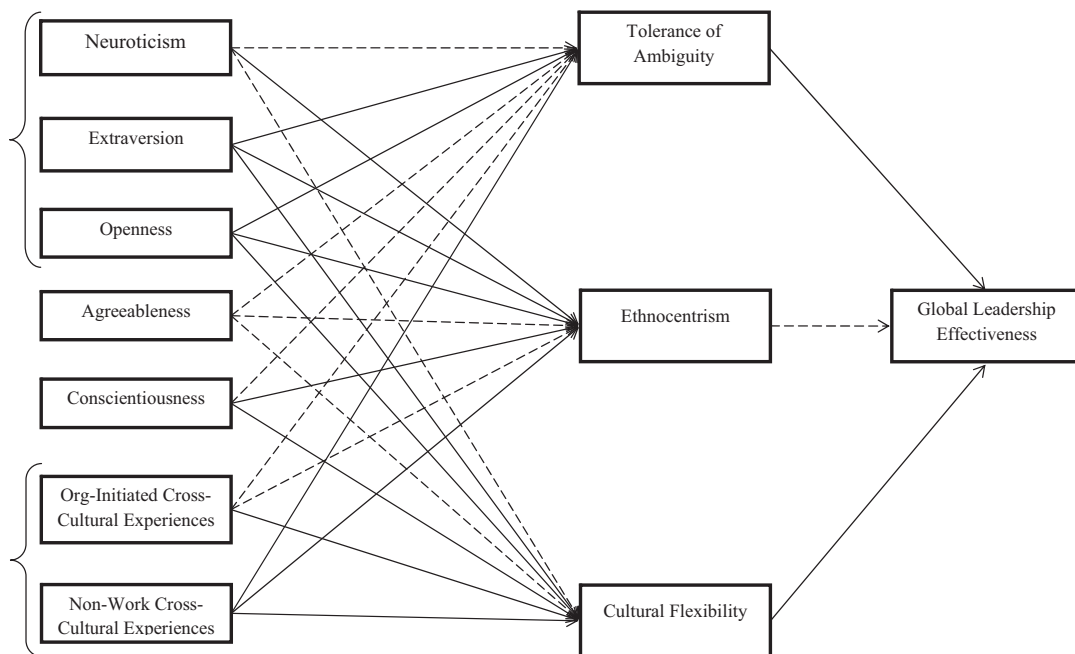 Neuroticism
Extraversion
Openness
Agreeableness
Conscientiousness
Org-Initiated Cross-
Cultural Experiences
Non-Work Cross-
Cultural Experiences
Tolerance of
Ambiguity
Ethnocentrism
Cultural Flexibility
Global Leadership
Effectiveness